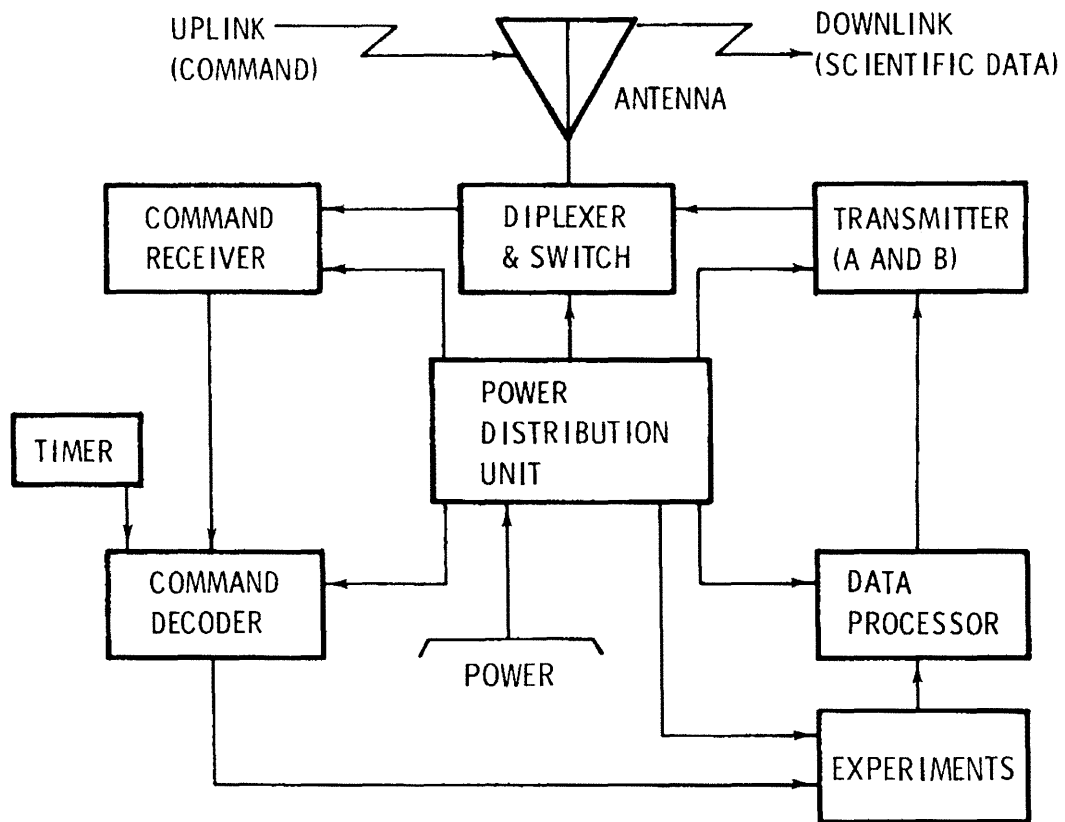 UPLINK
(COMMAND)
DOWNLINK
(SCIENTIFIC DATA)
ANTENNA
COMMAND
RECEIVER
DIPLEXER
& SWITCH
TRANSMITTER
(A AND B)
POWER
DISTRIBUTION
UNIT
TIMER
COMMAND
DECODER
DATA
PROCESSOR
POWER
EXPERIMENTS